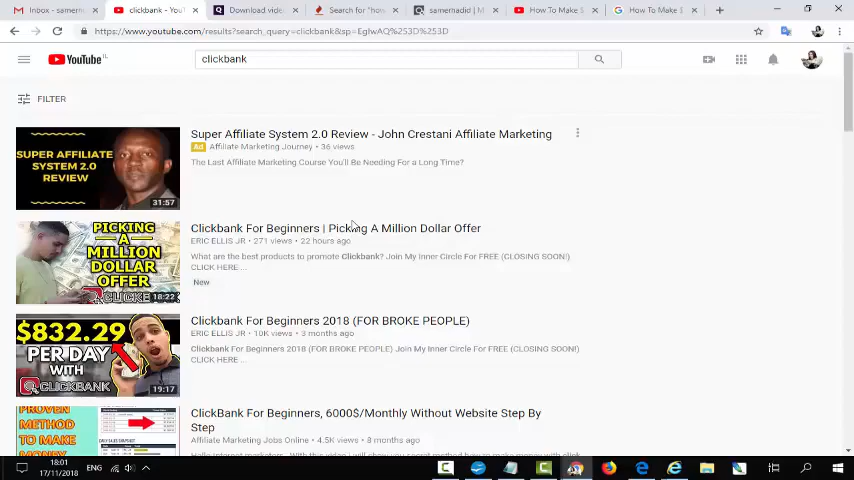 Inbox - samerh
clickbank - YouT
Download video
Search for "how
samerhadid | M
How To Make $
How To Make $
https://www.youtube.com/results?search_query=clickbank&sp=EgIwAQ%253D%253D
YouTube IL
clickbank
FILTER
SUPER AFFILIATE
SYSTEM 2.0
REVIEW
31:57
Super Affiliate System 2.0 Review - John Crestani Affiliate Marketing
Ad Affiliate Marketing Journey • 36 views
The Last Affiliate Marketing Course You'll Be Needing For a Long Time?
PICKING
A
MILLION
DOLLAR
OFFER
CLICKBANK
18:22
Clickbank For Beginners | Picking A Million Dollar Offer
ERIC ELLIS JR • 271 views • 22 hours ago
What are the best products to promote Clickbank? Join My Inner Circle For FREE (CLOSING SOON!)
CLICK HERE ...
New
$832.29
PER DAY
WITH
CLICKBANK
19:17
Clickbank For Beginners 2018 (FOR BROKE PEOPLE)
ERIC ELLIS JR • 10K views • 3 months ago
Clickbank For Beginners 2018 (FOR BROKE PEOPLE) Join My Inner Circle For FREE (CLOSING SOON!)
CLICK HERE ...
PROVEN
METHOD
TO MAKE
ClickBank For Beginners, 6000$/Monthly Without Website Step By
Step
Affiliate Marketing Jobs Online • 4.5K views • 8 months ago
ENG
18:01
17/11/2018